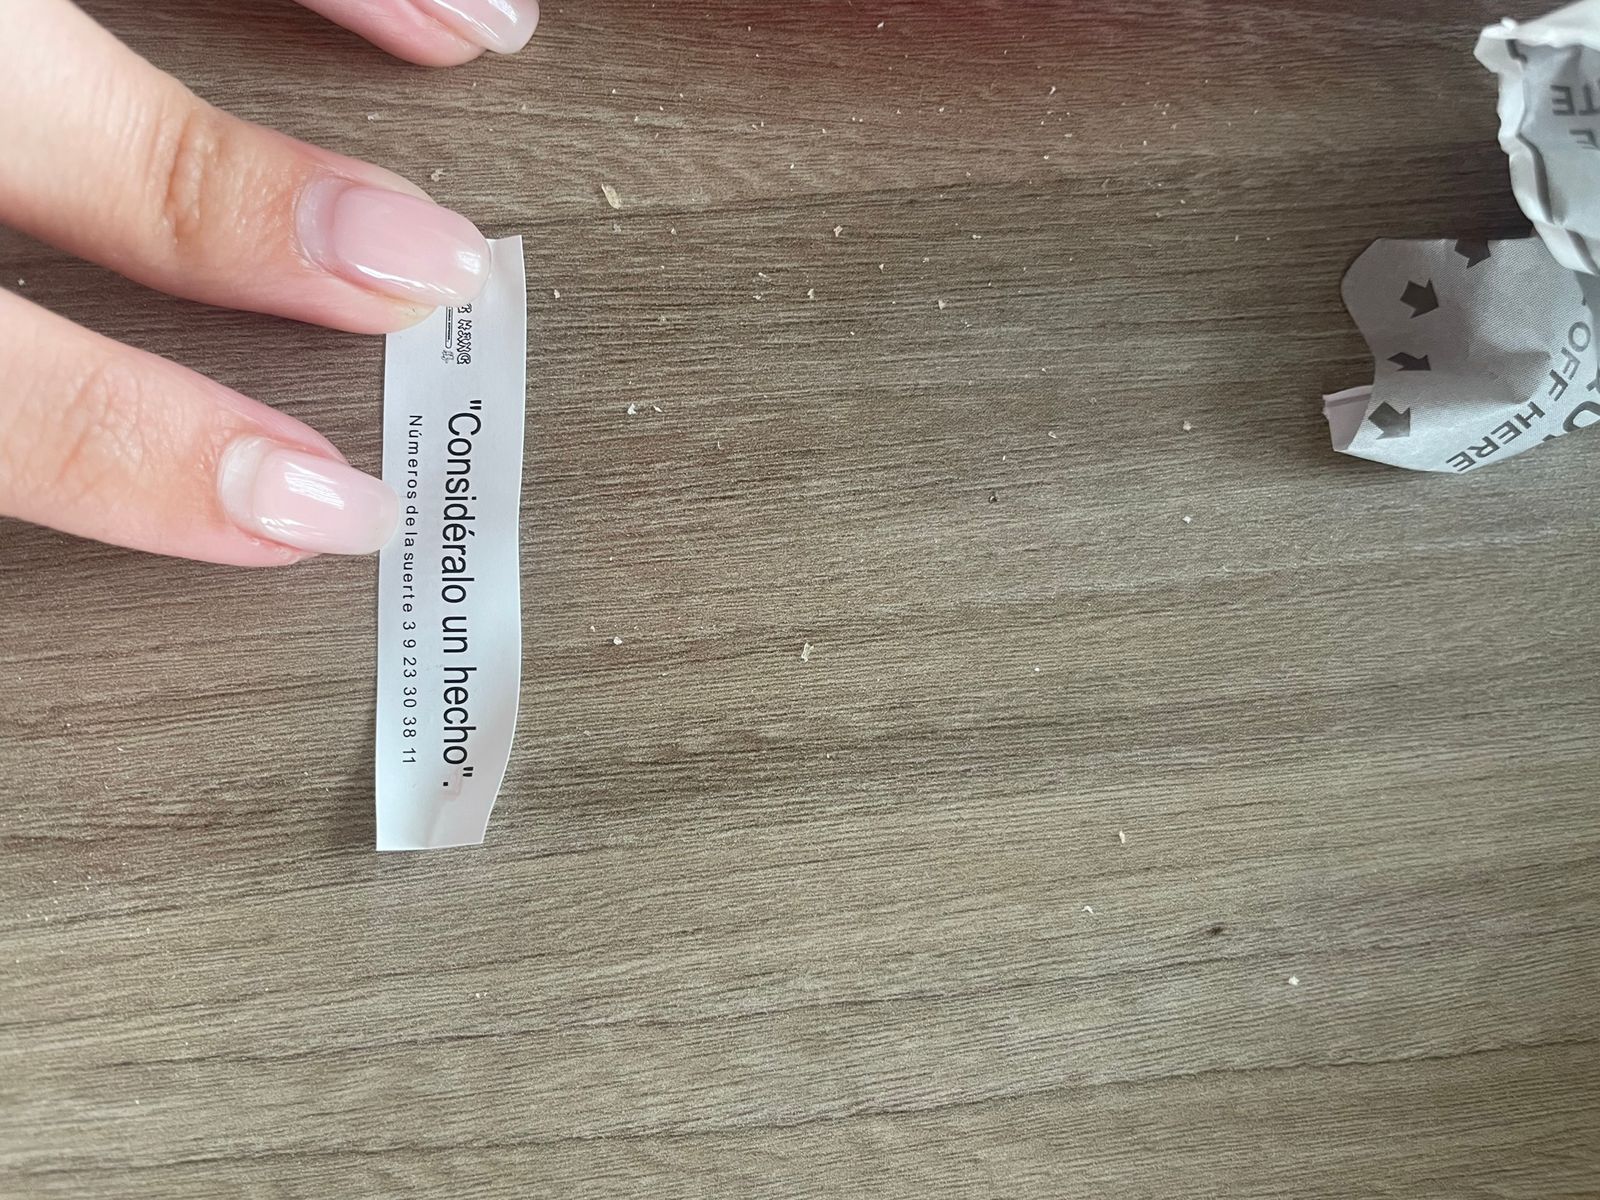 "Considéralo un hecho".
Números de la suerte 3 9 23 30 38 11
OFF HERE